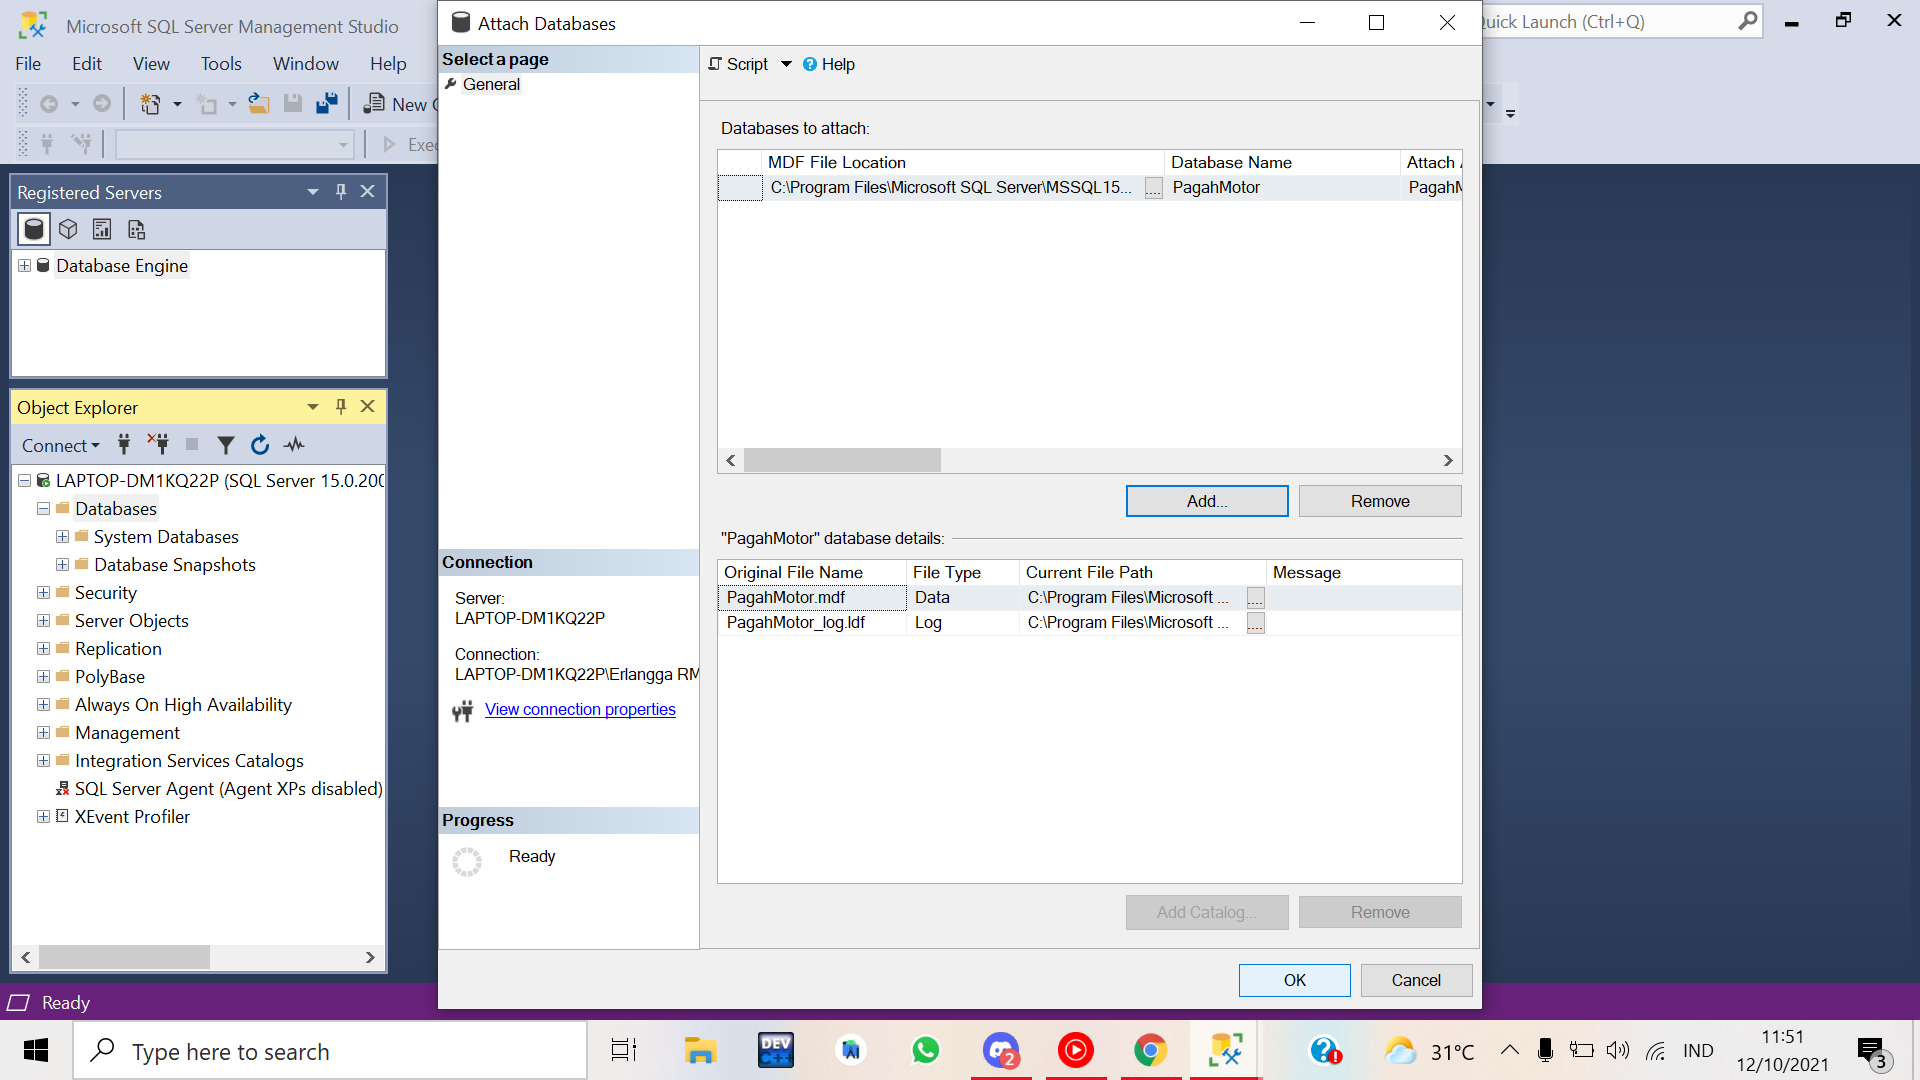 Microsoft SQL Server Management Studio
Quick Launch (Ctrl+Q)
File Edit View Tools Window Help
New
Registered Servers
Database Engine
Object Explorer
Connect
LAPTOP-DM1KQ22P (SQL Server 15.0.200
Databases
System Databases
Database Snapshots
Security
Server Objects
Replication
PolyBase
Always On High Availability
Management
Integration Services Catalogs
SQL Server Agent (Agent XPs disabled)
XEvent Profiler
Attach Databases
Select a page
General
Script
Help
Databases to attach:
MDF File Location Database Name Attach
C:\Program Files\Microsoft SQL Server\MSSQL15... ... PagahMotor PagahM
Add... Remove
"PagahMotor" database details:
Original File Name File Type Current File Path Message
PagahMotor.mdf Data C:\Program Files\Microsoft ... ...
PagahMotor_log.ldf Log C:\Program Files\Microsoft ... ...
Add Catalog... Remove
Connection
Server:
LAPTOP-DM1KQ22P
Connection:
LAPTOP-DM1KQ22P\Erlangga RM
View connection properties
Progress
Ready
OK Cancel
Ready
Type here to search
DEV
C++
2
31°C
IND
11:51
12/10/2021
3